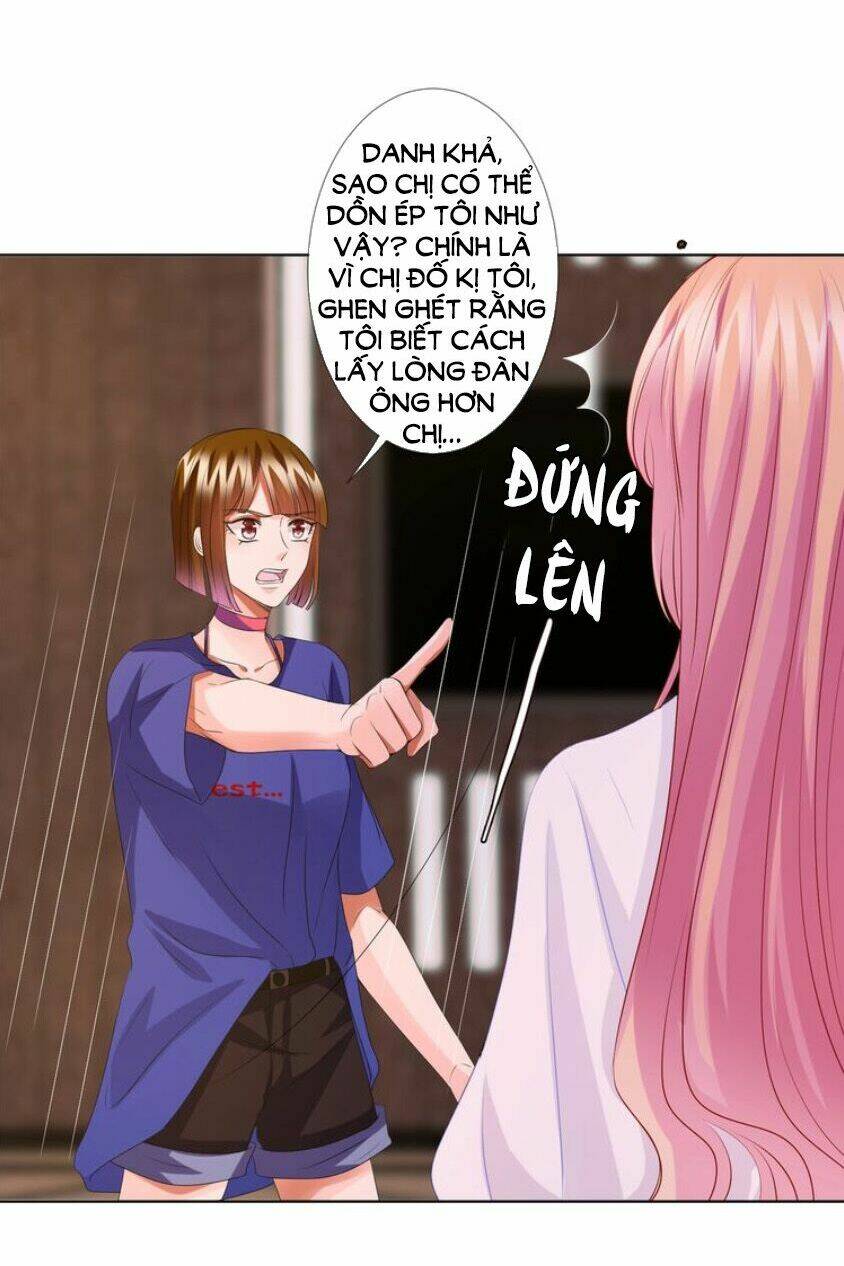 DANH KHẢ,
SAO CHỊ CÓ THỂ
DỒN ÉP TÔI NHƯ
VẬY? CHÍNH LÀ
VÌ CHỊ ĐỐ KỊ TÔI,
GHEN GHÉT RẰNG
TÔI BIẾT CÁCH
LẤY LÒNG ĐÀN
ÔNG HƠN
CHỊ...
ĐỨNG
LÊN
est...